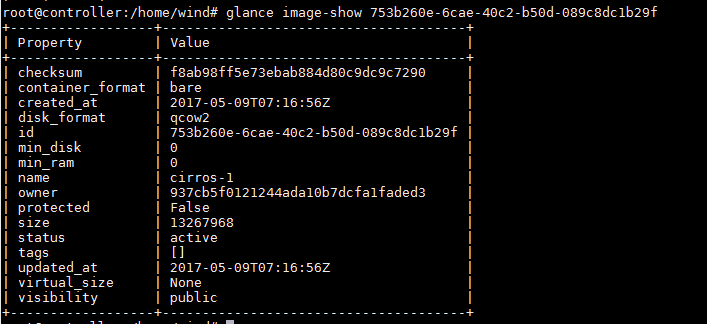 root@controller:/home/wind# glance image-show 753b260e-6cae-40c2-b50d-089c8dc1b29f
+------------------+--------------------------------------+
| Property         | Value                                |
+------------------+--------------------------------------+
| checksum         | f8ab98ff5e73ebab884d80c9dc9c7290     |
| container_format | bare                                 |
| created_at       | 2017-05-09T07:16:56Z                 |
| disk_format      | qcow2                                |
| id               | 753b260e-6cae-40c2-b50d-089c8dc1b29f |
| min_disk         | 0                                    |
| min_ram          | 0                                    |
| name             | cirros-1                             |
| owner            | 937cb5f0121244ada10b7dcfa1faded3     |
| protected        | False                                |
| size             | 13267968                             |
| status           | active                               |
| tags             | []                                   |
| updated_at       | 2017-05-09T07:16:56Z                 |
| virtual_size     | None                                 |
| visibility       | public                               |
+------------------+--------------------------------------+